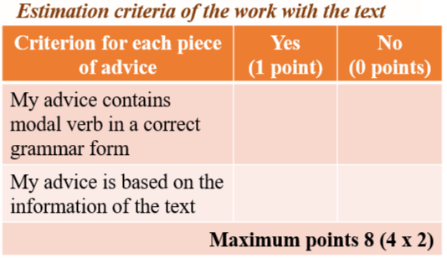 Estimation criteria of the work with the text
Criterion for each piece of advice
Yes (1 point)
No (0 points)
My advice contains
modal verb in a correct
grammar form
My advice is based on the
information of the text
Maximum points 8 (4 x 2)